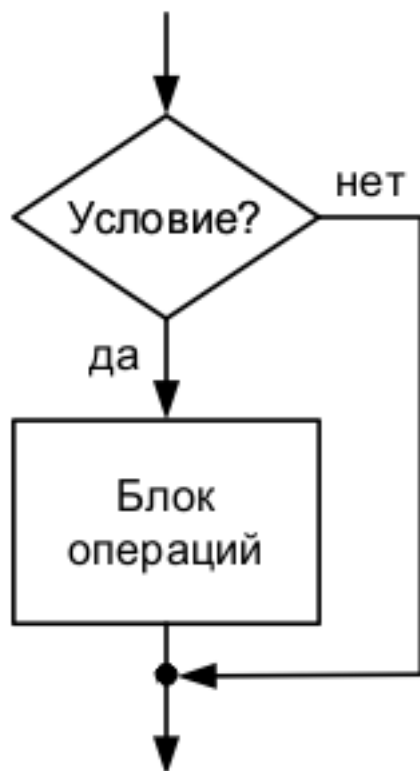 Условие?
нет
да
Блок
операций